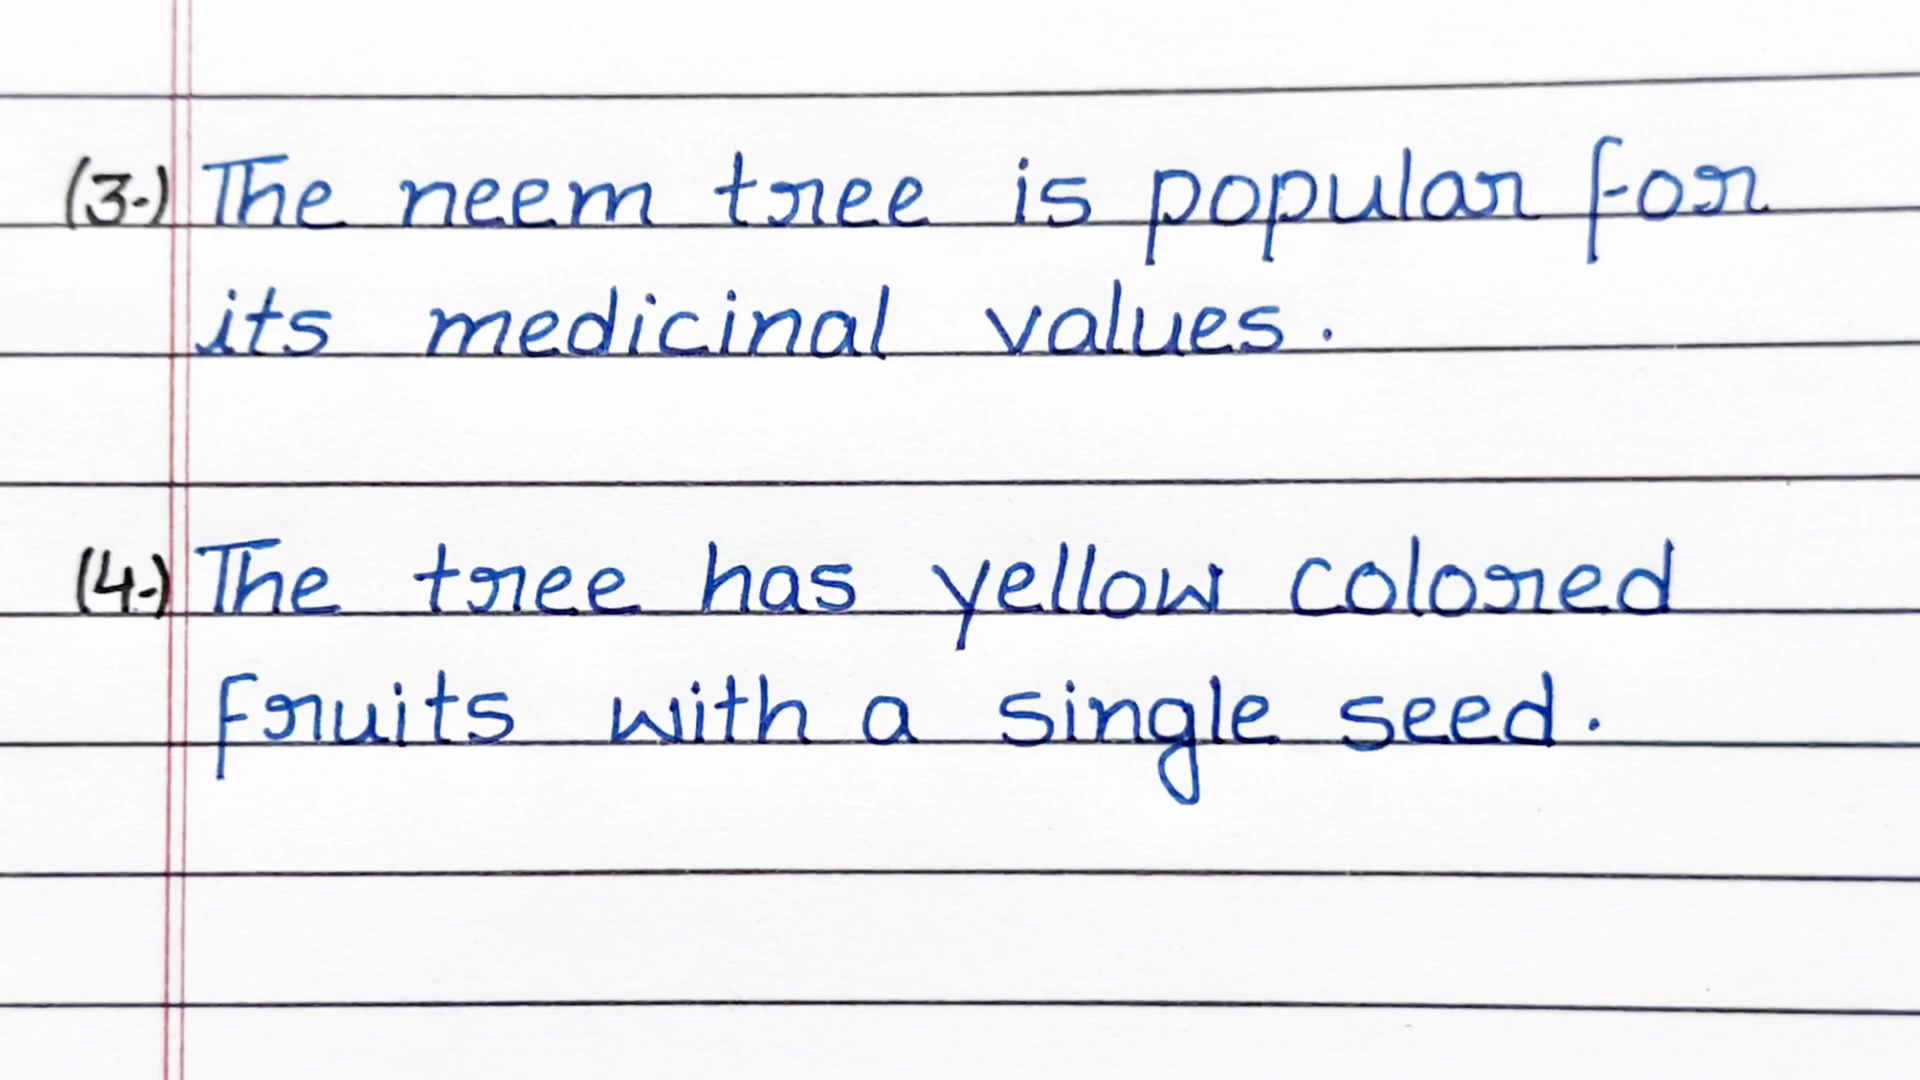 (3.) The neem tree is popular for
its medicinal values.
(4.) The tree has yellow colored
fruits with a single seed.